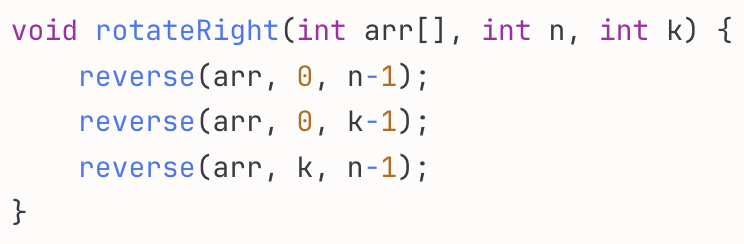 void rotateRight(int arr[], int n, int k) {
    reverse(arr, 0, n-1);
    reverse(arr, 0, k-1);
    reverse(arr, k, n-1);
}